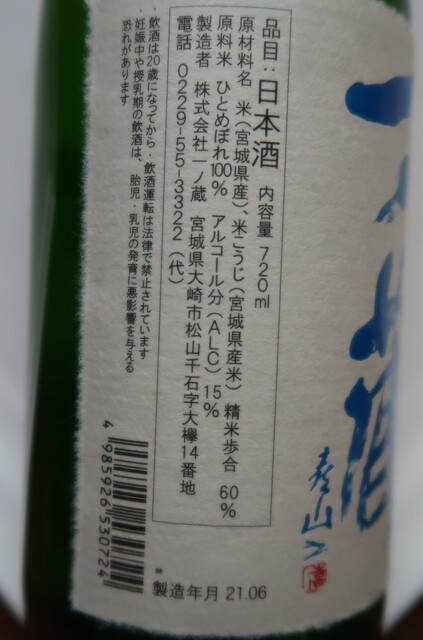 品目：日本酒 内容量 720ml
原材料名 米（宮城県産）、米こうじ（宮城県産米） 精米歩合 60%
原料米 ひとめぼれ100% アルコール分（ALC）15%
製造者 株式会社一ノ蔵 宮城県大崎市松山千石字大欅14番地
電話 0229-55-3322（代）
・飲酒は20歳になってから・飲酒運転は法律で禁止されています
・妊娠中や授乳期の飲酒は、胎児・乳児の発育に悪影響を与える
恐れがあります
4 985926 530724
製造年月 21.06